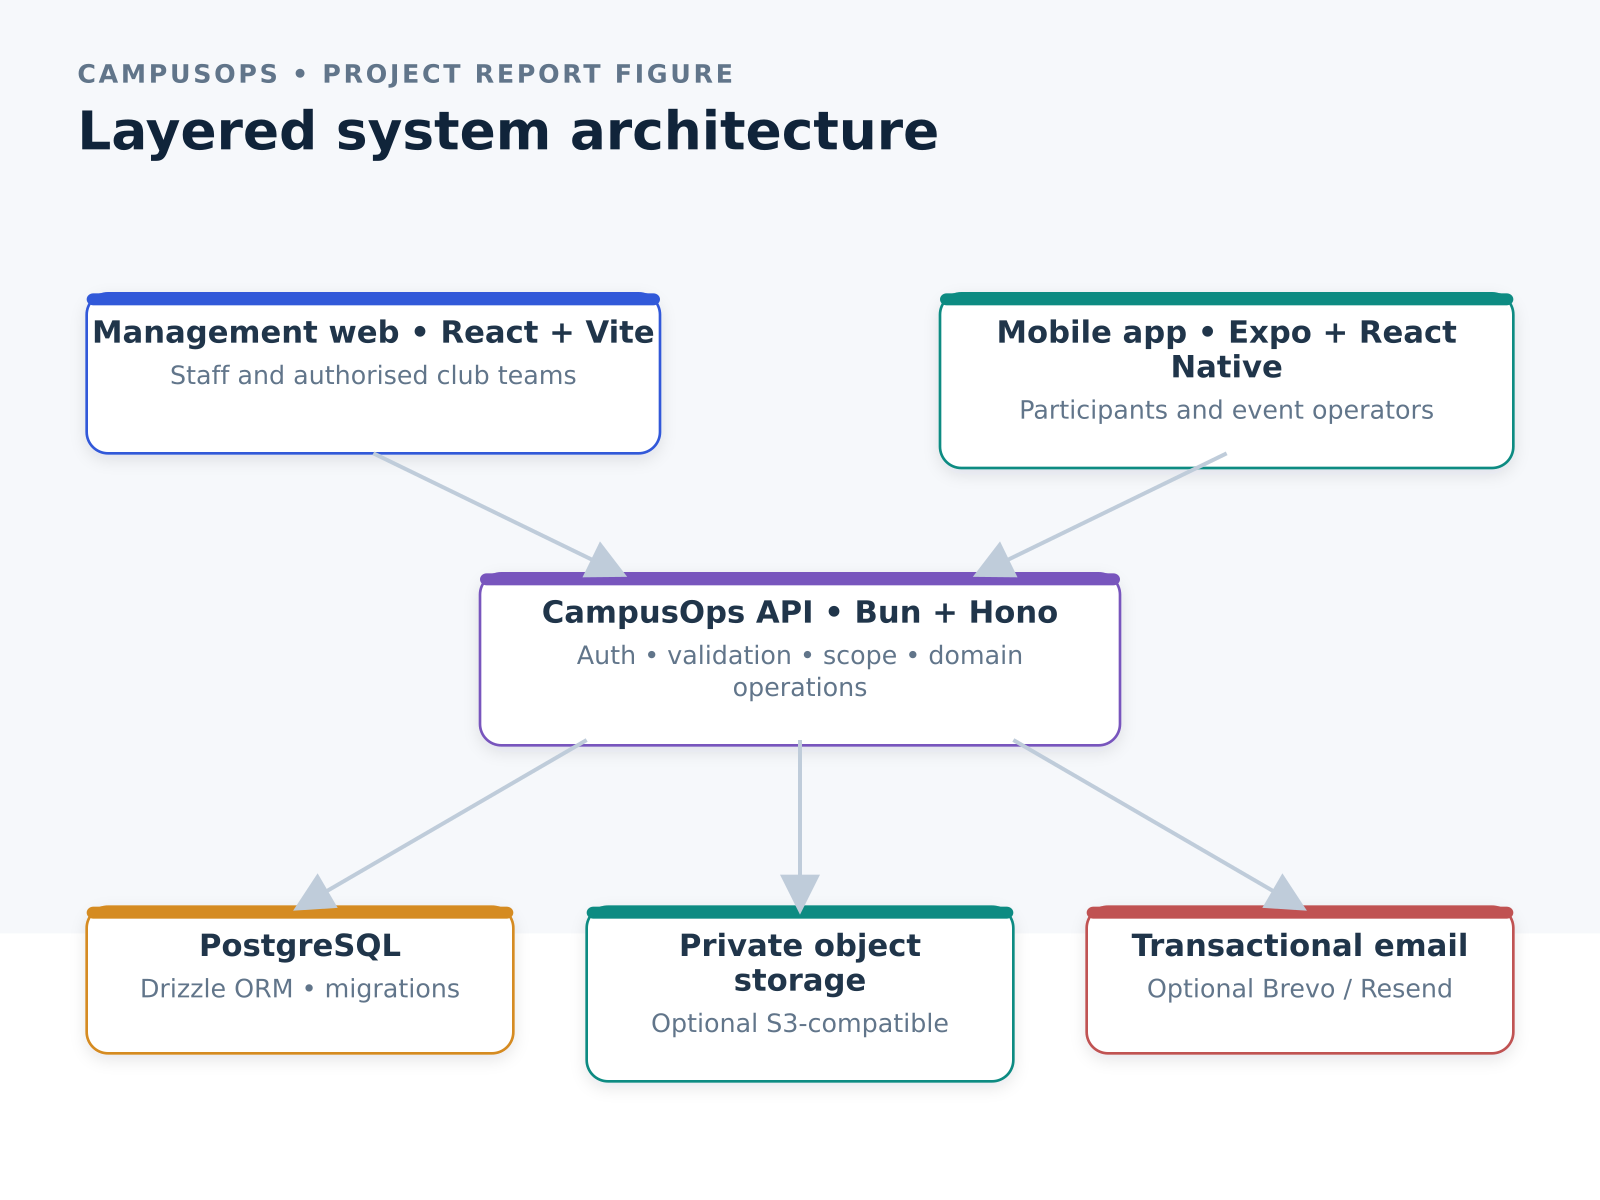 CAMPUSOPS • PROJECT REPORT FIGURE
Layered system architecture
Management web • React + Vite
Staff and authorised club teams
Mobile app • Expo + React
Native
Participants and event operators
CampusOps API • Bun + Hono
Auth • validation • scope • domain
operations
PostgreSQL
Drizzle ORM • migrations
Private object
storage
Optional S3-compatible
Transactional email
Optional Brevo / Resend